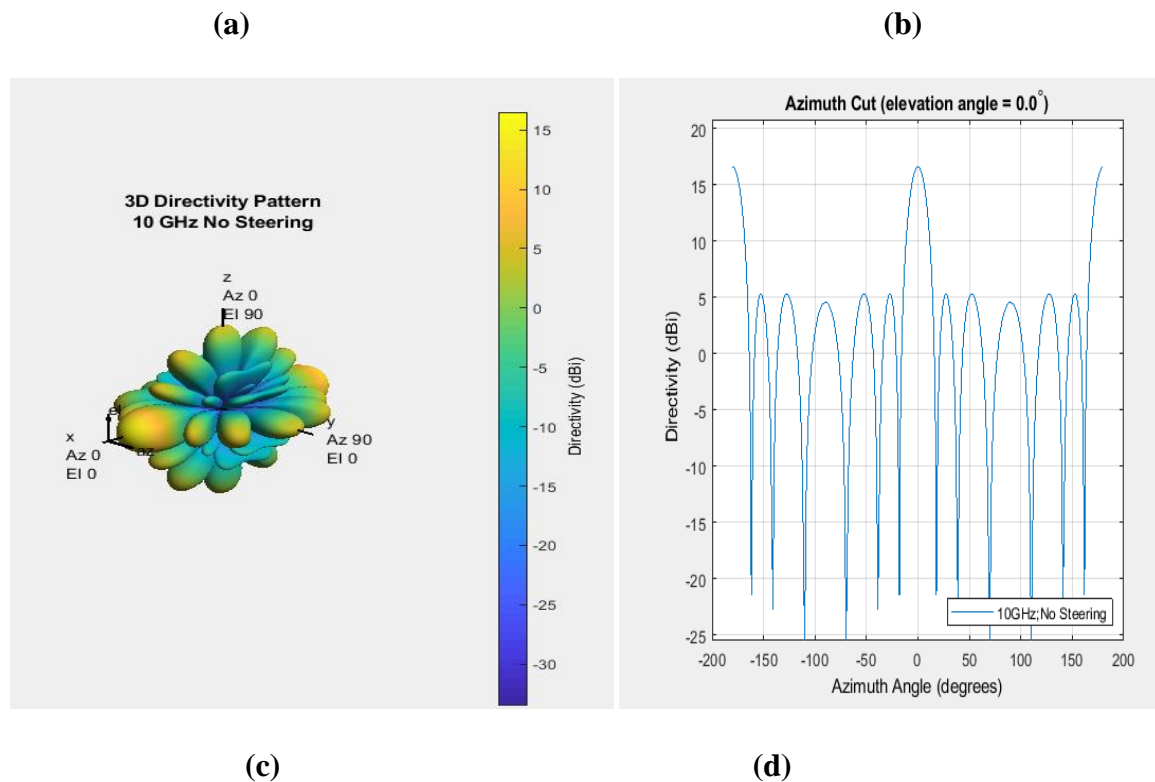 (a)
(b)
3D Directivity Pattern
10 GHz No Steering
z
Az 0
El 90
el
x
Az 0
El 0
az
y
Az 90
El 0
15
10
5
0
-5
-10
-15
-20
-25
-30
Directivity (dBi)
Azimuth Cut (elevation angle = 0.0°)
20
15
10
5
0
-5
-10
-15
-20
-25
Directivity (dBi)
10GHz;No Steering
-200
-150
-100
-50
0
50
100
150
200
Azimuth Angle (degrees)
(c)
(d)